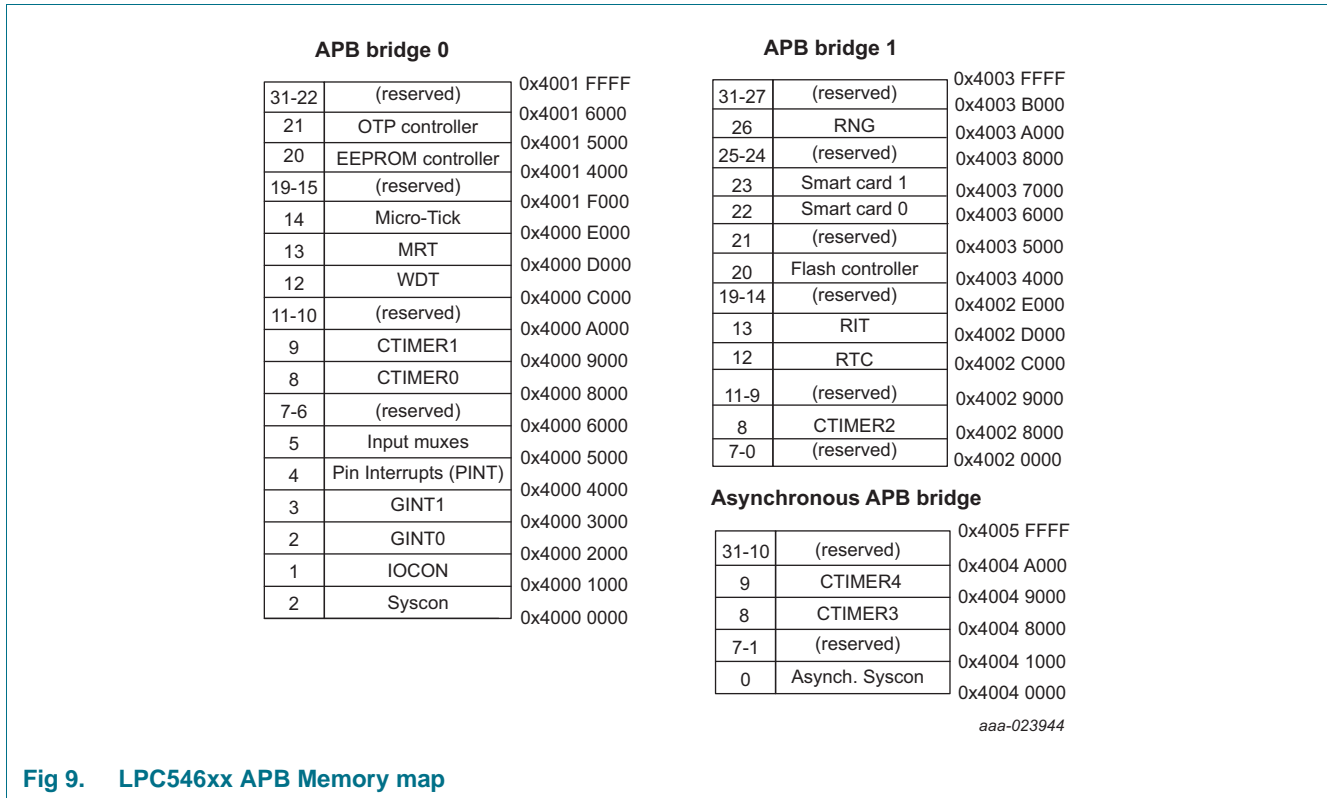 APB bridge 0
0x4001 FFFF
31-22 (reserved)
0x4001 6000
21 OTP controller
0x4001 5000
20 EEPROM controller
0x4001 4000
19-15 (reserved)
0x4001 F000
14 Micro-Tick
0x4000 E000
13 MRT
0x4000 D000
12 WDT
0x4000 C000
11-10 (reserved)
0x4000 A000
9 CTIMER1
0x4000 9000
8 CTIMER0
0x4000 8000
7-6 (reserved)
0x4000 6000
5 Input muxes
0x4000 5000
4 Pin Interrupts (PINT)
0x4000 4000
3 GINT1
0x4000 3000
2 GINT0
0x4000 2000
1 IOCON
0x4000 1000
2 Syscon
0x4000 0000
APB bridge 1
0x4003 FFFF
31-27 (reserved)
0x4003 B000
26 RNG
0x4003 A000
25-24 (reserved)
0x4003 8000
23 Smart card 1
0x4003 7000
22 Smart card 0
0x4003 6000
21 (reserved)
0x4003 5000
20 Flash controller
0x4003 4000
19-14 (reserved)
0x4002 E000
13 RIT
0x4002 D000
12 RTC
0x4002 C000
11-9 (reserved)
0x4002 9000
8 CTIMER2
0x4002 8000
7-0 (reserved)
0x4002 0000
Asynchronous APB bridge
0x4005 FFFF
31-10 (reserved)
0x4004 A000
9 CTIMER4
0x4004 9000
8 CTIMER3
0x4004 8000
7-1 (reserved)
0x4004 1000
0 Asynch. Syscon
0x4004 0000
aaa-023944
Fig 9. LPC546xx APB Memory map